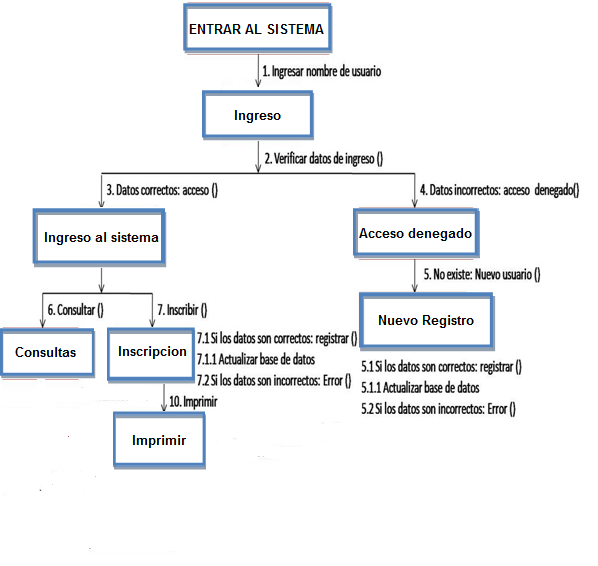 ENTRAR AL SISTEMA
1. Ingresar nombre de usuario
Ingreso
2. Verificar datos de ingreso ()
3. Datos correctos: acceso ()
4. Datos incorrectos: acceso denegado()
Ingreso al sistema
Acceso denegado
5. No existe: Nuevo usuario ()
6. Consultar ()
7. Inscribir ()
Nuevo Registro
Consultas
Inscripcion
7.1 Si los datos son correctos: registrar ()
7.1.1 Actualizar base de datos
7.2 Si los datos son incorrectos: Error ()
5.1 Si los datos son correctos: registrar ()
5.1.1 Actualizar base de datos
5.2 Si los datos son incorrectos: Error ()
10. Imprimir
Imprimir